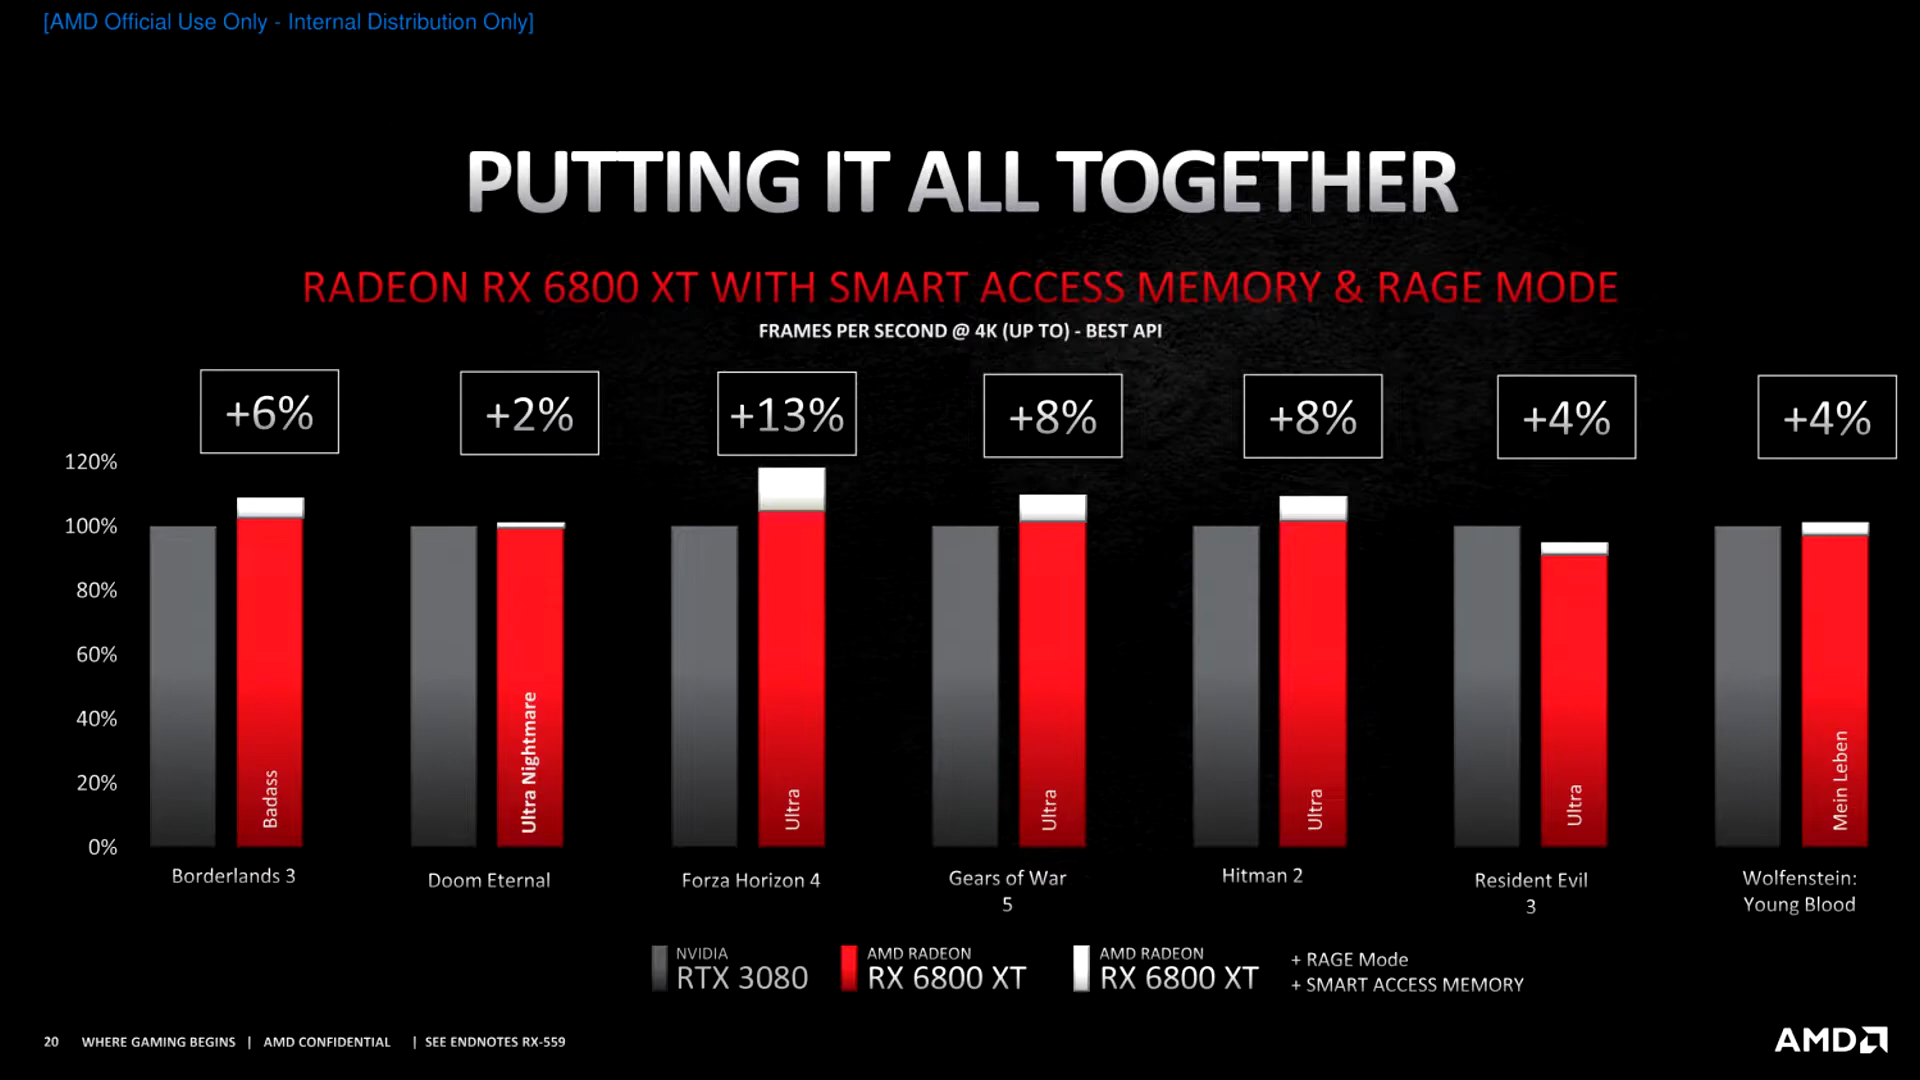 [AMD Official Use Only - Internal Distribution Only]
PUTTING IT ALL TOGETHER
RADEON RX 6800 XT WITH SMART ACCESS MEMORY & RAGE MODE
FRAMES PER SECOND @ 4K (UP TO) - BEST API
+6% +2% +13% +8% +8% +4% +4%
120%
100%
80%
60%
40%
20%
0%
Badass
Ultra Nightmare
Ultra
Ultra
Ultra
Ultra
Mein Leben
Borderlands 3
Doom Eternal
Forza Horizon 4
Gears of War
5
Hitman 2
Resident Evil
3
Wolfenstein:
Young Blood
NVIDIA
RTX 3080
AMD RADEON
RX 6800 XT
AMD RADEON
RX 6800 XT
+ RAGE Mode
+ SMART ACCESS MEMORY
20 WHERE GAMING BEGINS | AMD CONFIDENTIAL | SEE ENDNOTES RX-559
AMD